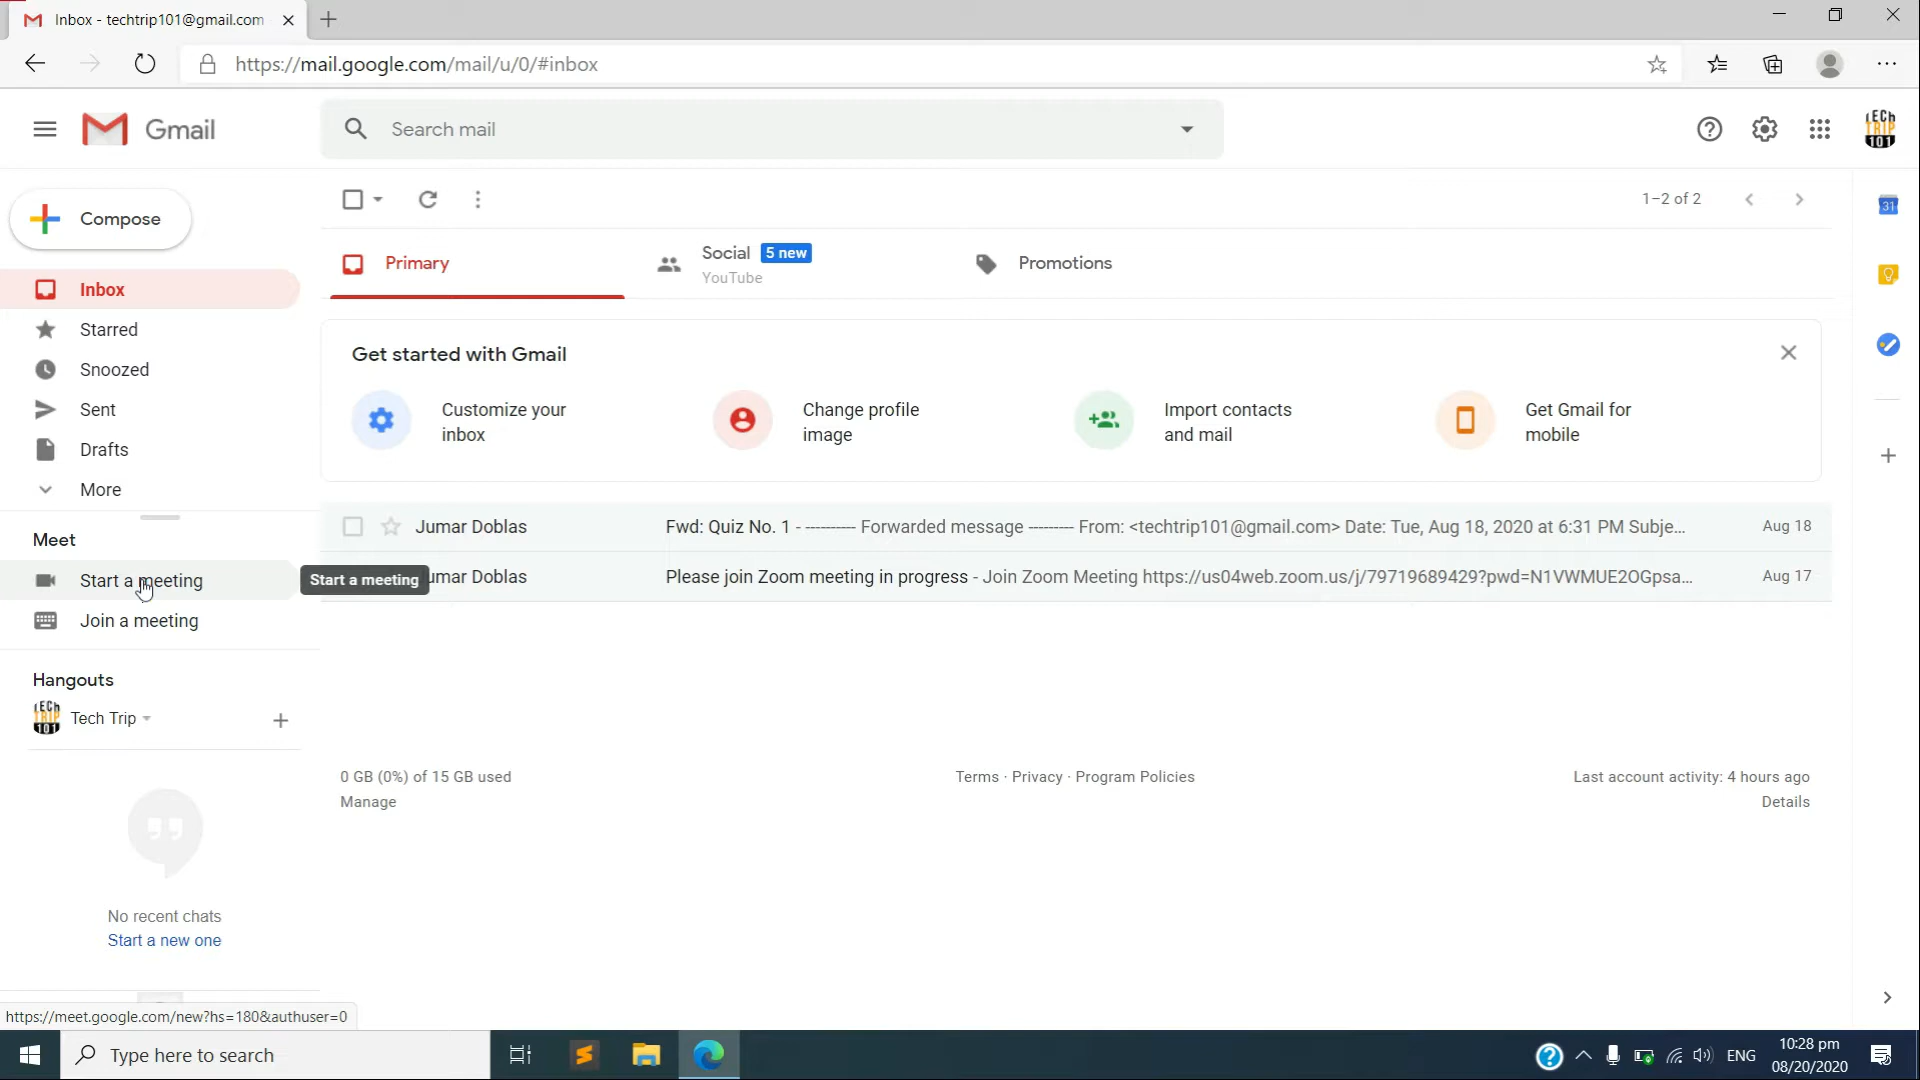 Inbox - techtrip101@gmail.com
https://mail.google.com/mail/u/0/#inbox
Gmail
Search mail
TECH TRIP 101
Compose
1–2 of 2
31
Primary
Social 5 new
YouTube
Promotions
Inbox
Starred
Snoozed
Sent
Drafts
More
Get started with Gmail
Customize your
inbox
Change profile
image
Import contacts
and mail
Get Gmail for
mobile
Jumar Doblas Fwd: Quiz No. 1 - ---------- Forwarded message --------- From: <techtrip101@gmail.com> Date: Tue, Aug 18, 2020 at 6:31 PM Subje... Aug 18
umar Doblas Please join Zoom meeting in progress - Join Zoom Meeting https://us04web.zoom.us/j/79719689429?pwd=N1VWMUE2OGpsa... Aug 17
Meet
Start a meeting
Start a meeting
Join a meeting
Hangouts
TECH TRIP 101
Tech Trip
No recent chats
Start a new one
0 GB (0%) of 15 GB used
Manage
Terms · Privacy · Program Policies
Last account activity: 4 hours ago
Details
https://meet.google.com/new?hs=180&authuser=0
Type here to search
ENG
10:28 pm
08/20/2020